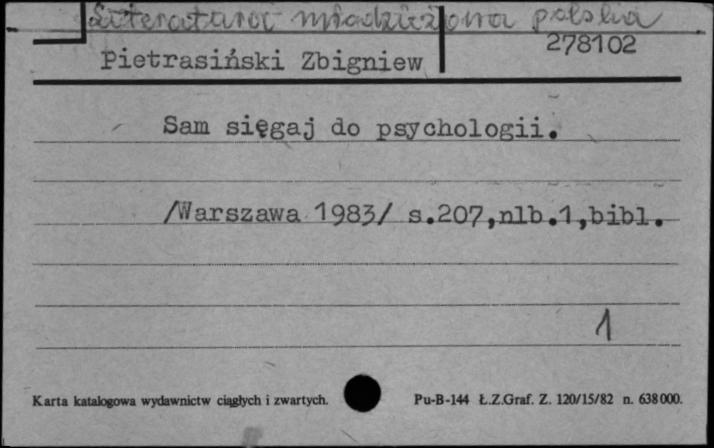 Literatura młodzieżowa polska
278102
Pietrasiński Zbigniew
Sam sięgaj do psychologii.
/Warszawa 1983/ s.207,nlb.1,bibl.
1
Karta katalogowa wydawnictw ciągłych i zwartych. Pu-B-144 Ł.Z.Graf. Z. 120/15/82 n. 638000.